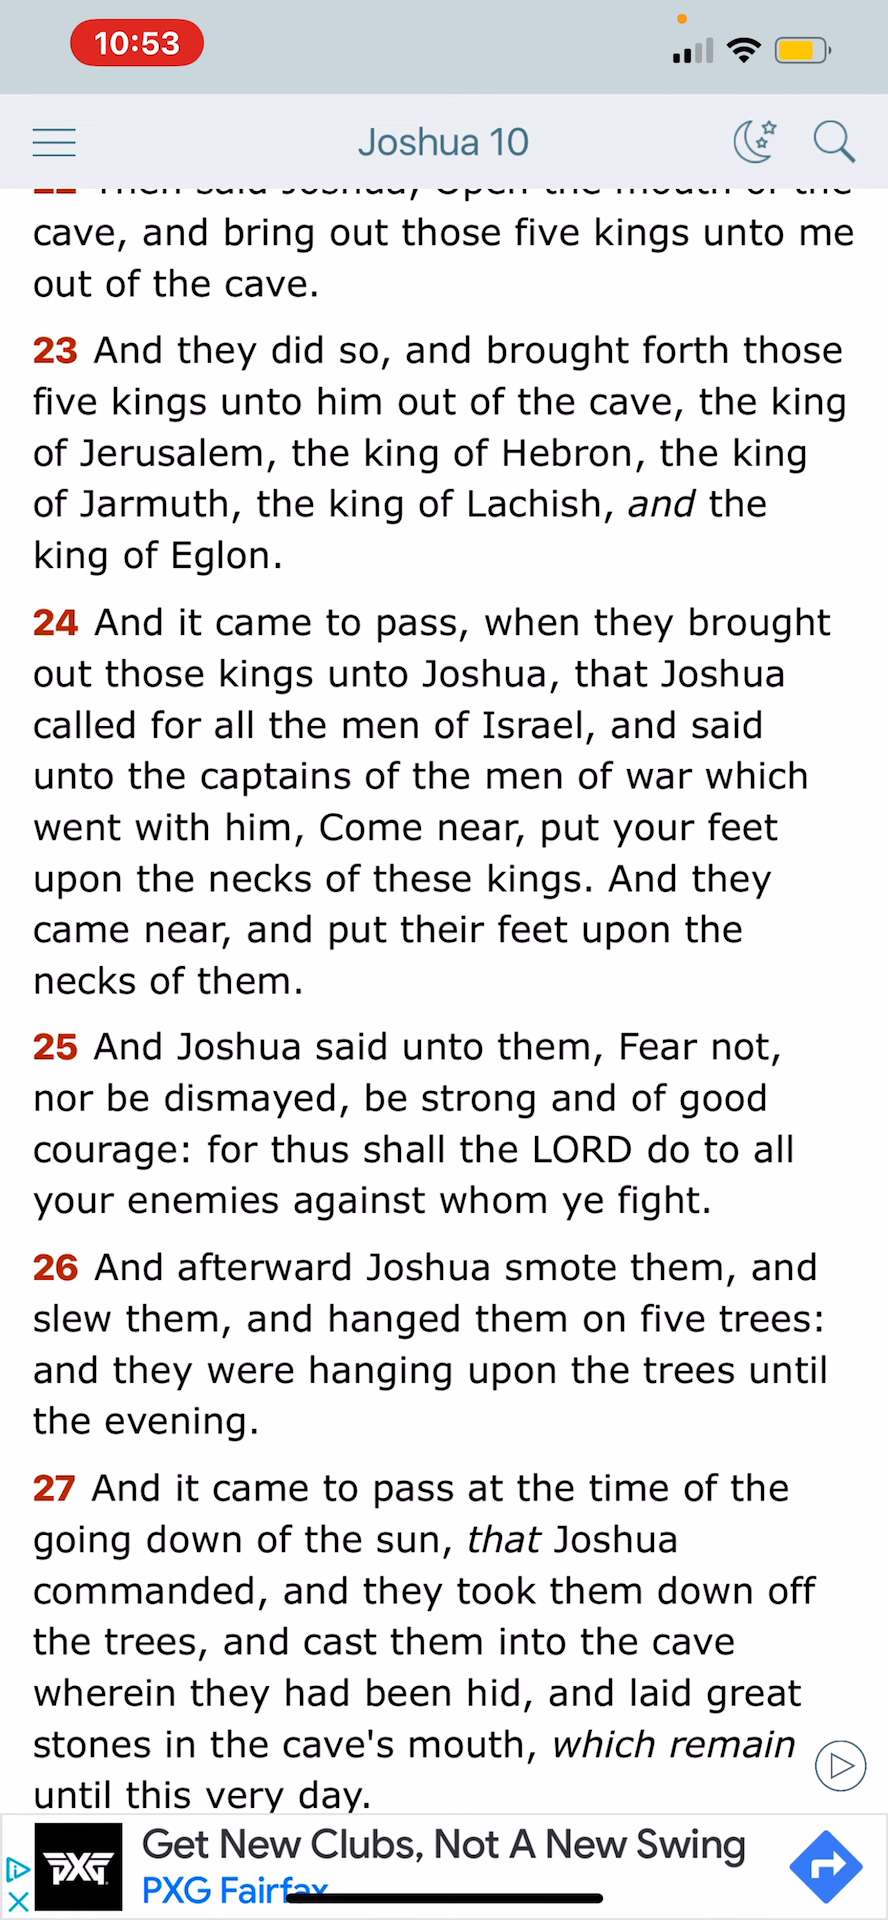 10:53
Joshua 10
22 Then said Joshua, Open the mouth of the
cave, and bring out those five kings unto me
out of the cave.
23 And they did so, and brought forth those
five kings unto him out of the cave, the king
of Jerusalem, the king of Hebron, the king
of Jarmuth, the king of Lachish, and the
king of Eglon.
24 And it came to pass, when they brought
out those kings unto Joshua, that Joshua
called for all the men of Israel, and said
unto the captains of the men of war which
went with him, Come near, put your feet
upon the necks of these kings. And they
came near, and put their feet upon the
necks of them.
25 And Joshua said unto them, Fear not,
nor be dismayed, be strong and of good
courage: for thus shall the LORD do to all
your enemies against whom ye fight.
26 And afterward Joshua smote them, and
slew them, and hanged them on five trees:
and they were hanging upon the trees until
the evening.
27 And it came to pass at the time of the
going down of the sun, that Joshua
commanded, and they took them down off
the trees, and cast them into the cave
wherein they had been hid, and laid great
stones in the cave's mouth, which remain
until this very day.
PXG
Get New Clubs, Not A New Swing
PXG Fairfax